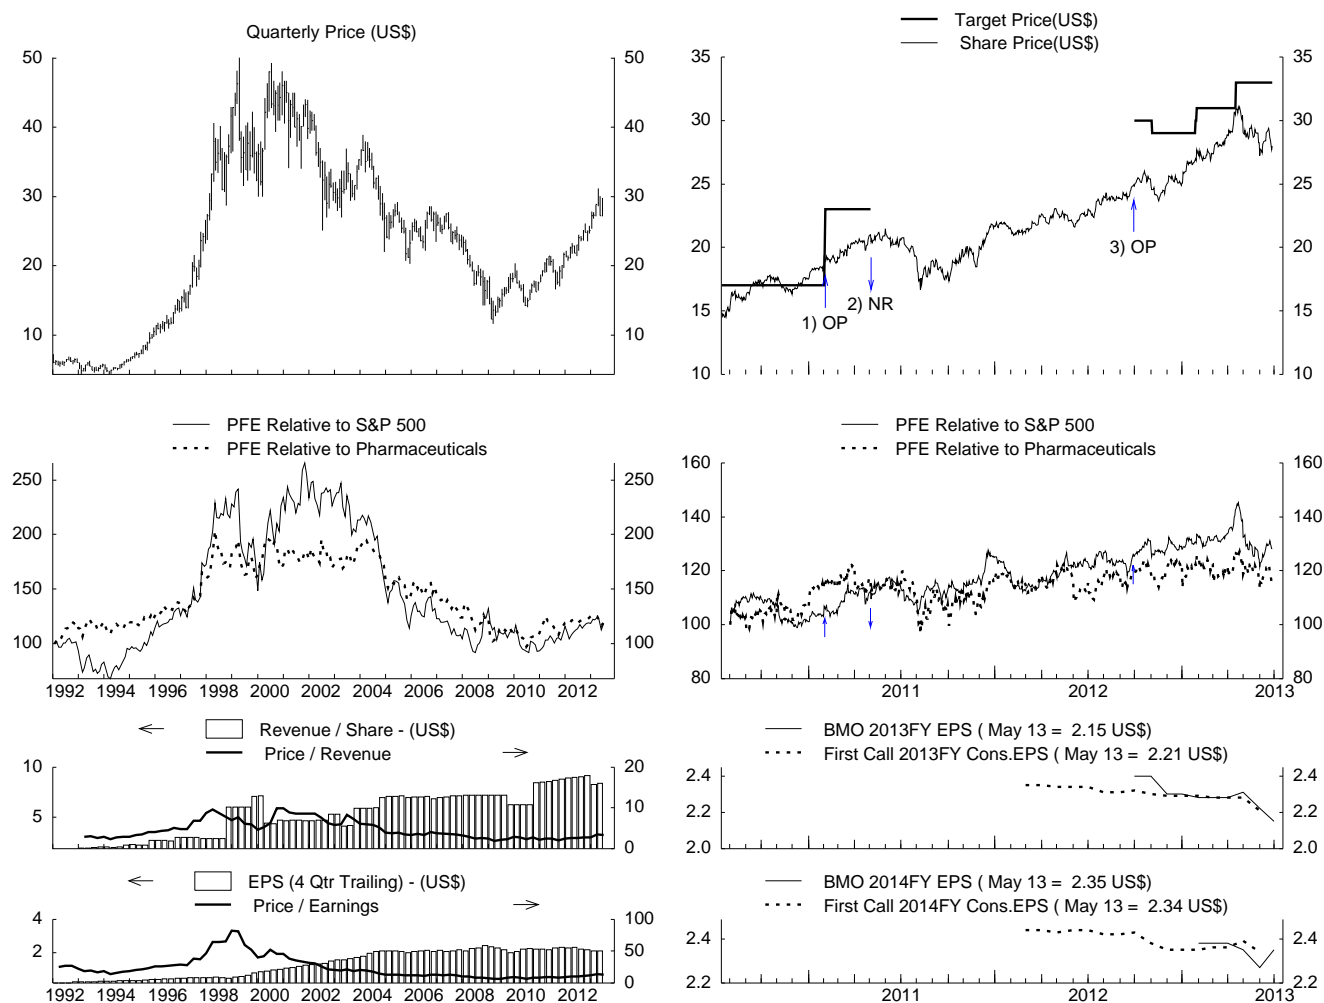 Quarterly Price (US$)
50
50
40
40
30
30
20
20
10
10
Target Price(US$)
Share Price(US$)
35
35
30
30
25
25
20
20
15
15
10
10
1) OP
2) NR
3) OP
PFE Relative to S&P 500
PFE Relative to Pharmaceuticals
250
250
200
200
150
150
100
100
1992 1994 1996 1998 2000 2002 2004 2006 2008 2010 2012
PFE Relative to S&P 500
PFE Relative to Pharmaceuticals
160
160
140
140
120
120
100
100
80
80
2011 2012 2013
Revenue / Share - (US$)
Price / Revenue
10
20
5
10
0
BMO 2013FY EPS ( May 13 = 2.15 US$)
First Call 2013FY Cons.EPS ( May 13 = 2.21 US$)
2.4
2.4
2.2
2.2
2.0
2.0
EPS (4 Qtr Trailing) - (US$)
Price / Earnings
4
100
2
50
0
1992 1994 1996 1998 2000 2002 2004 2006 2008 2010 2012
BMO 2014FY EPS ( May 13 = 2.35 US$)
First Call 2014FY Cons.EPS ( May 13 = 2.34 US$)
2.4
2.4
2.2
2.2
2011 2012 2013